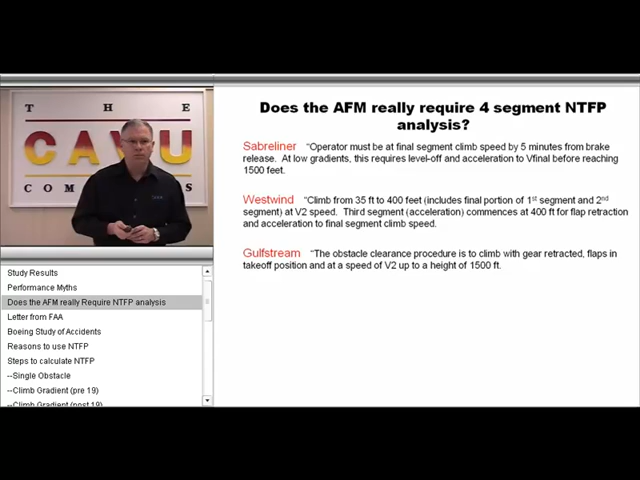 THE
CAVU
COMPANIES
Study Results
Performance Myths
Does the AFM really Require NTFP analysis
Letter from FAA
Boeing Study of Accidents
Reasons to use NTFP
Steps to calculate NTFP
--Single Obstacle
--Climb Gradient (pre 19)
--Climb Gradient (post 19)
Does the AFM really require 4 segment NTFP
analysis?
Sabreliner "Operator must be at final segment climb speed by 5 minutes from brake
release. At low gradients, this requires level-off and acceleration to Vfinal before reaching
1500 feet.
Westwind "Climb from 35 ft to 400 feet (includes final portion of 1st segment and 2nd
segment) at V2 speed. Third segment (acceleration) commences at 400 ft for flap retraction
and acceleration to final segment climb speed.
Gulfstream "The obstacle clearance procedure is to climb with gear retracted, flaps in
takeoff position and at a speed of V2 up to a height of 1500 ft.